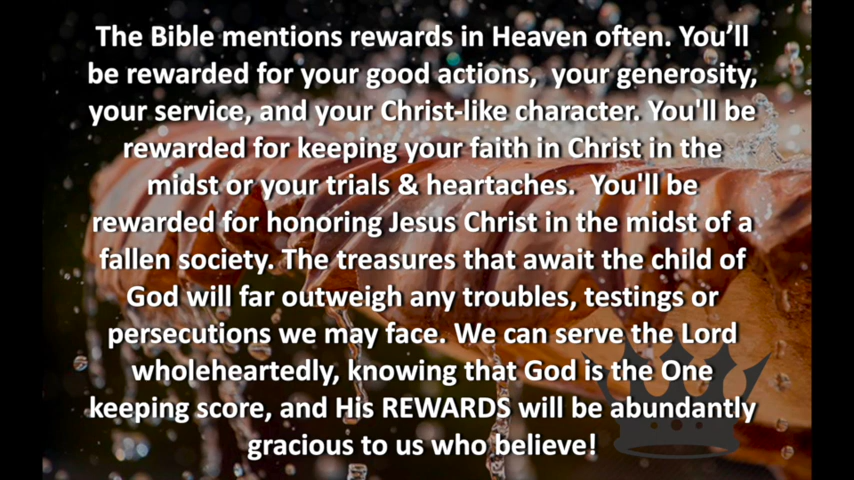 The Bible mentions rewards in Heaven often. You’ll
be rewarded for your good actions,  your generosity,
your service, and your Christ-like character. You'll be
rewarded for keeping your faith in Christ in the
midst or your trials & heartaches.  You'll be
rewarded for honoring Jesus Christ in the midst of a
fallen society. The treasures that await the child of
God will far outweigh any troubles, testings or
persecutions we may face. We can serve the Lord
wholeheartedly, knowing that God is the One
keeping score, and His REWARDS will be abundantly
gracious to us who believe!